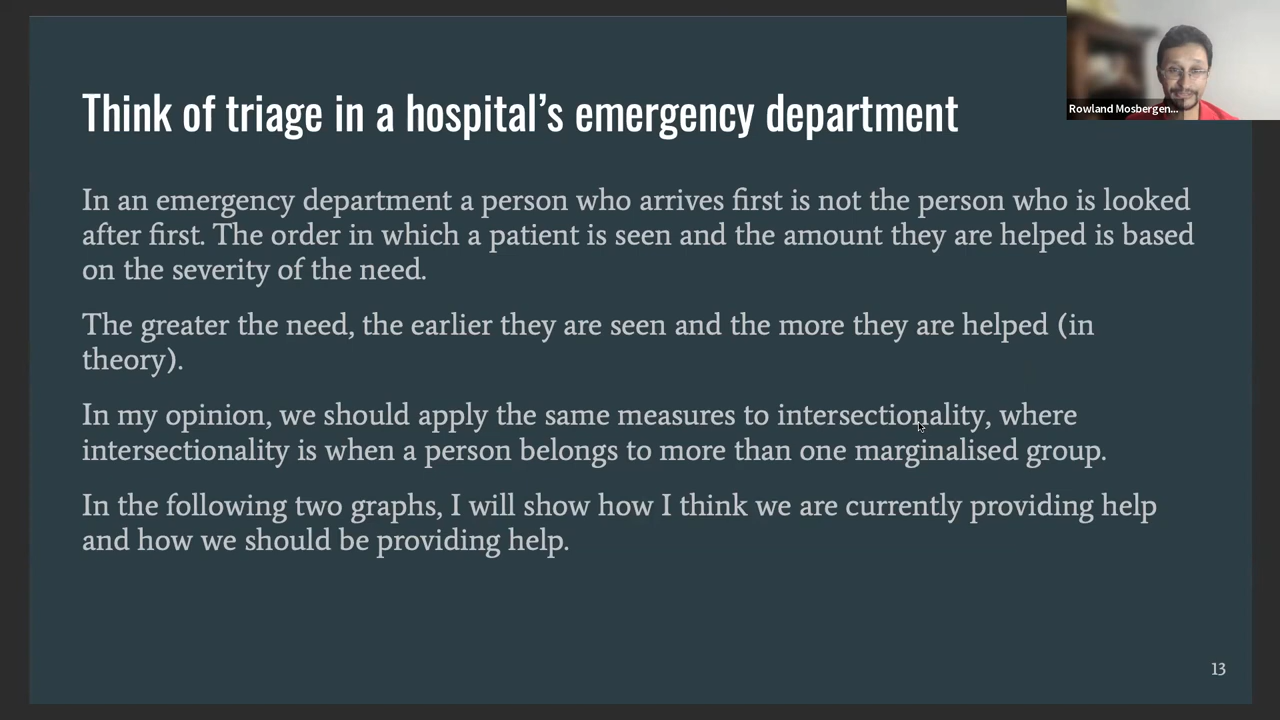 Think of triage in a hospital’s emergency department
Rowland Mosbergen...
In an emergency department a person who arrives first is not the person who is looked
after first. The order in which a patient is seen and the amount they are helped is based
on the severity of the need.
The greater the need, the earlier they are seen and the more they are helped (in
theory).
In my opinion, we should apply the same measures to intersectionality, where
intersectionality is when a person belongs to more than one marginalised group.
In the following two graphs, I will show how I think we are currently providing help
and how we should be providing help.
13